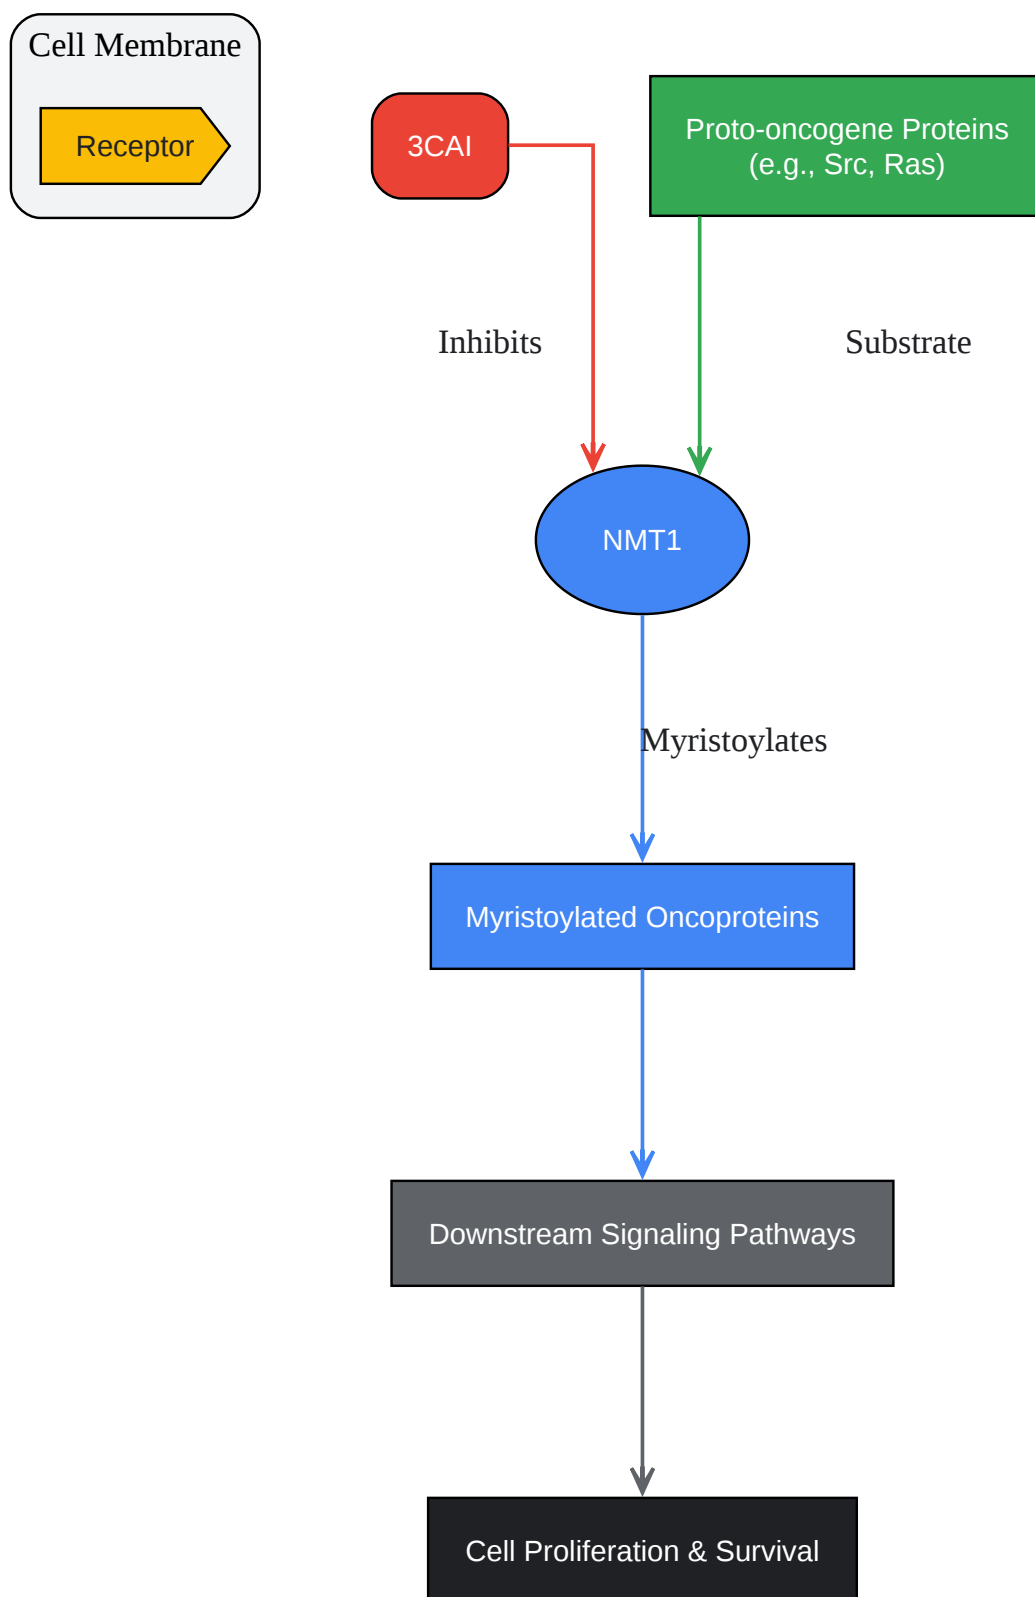 Cell Membrane
Receptor
3CAI
Proto-oncogene Proteins
(e.g., Src, Ras)
Inhibits
Substrate
NMT1
Myristoylates
Myristoylated Oncoproteins
Downstream Signaling Pathways
Cell Proliferation & Survival